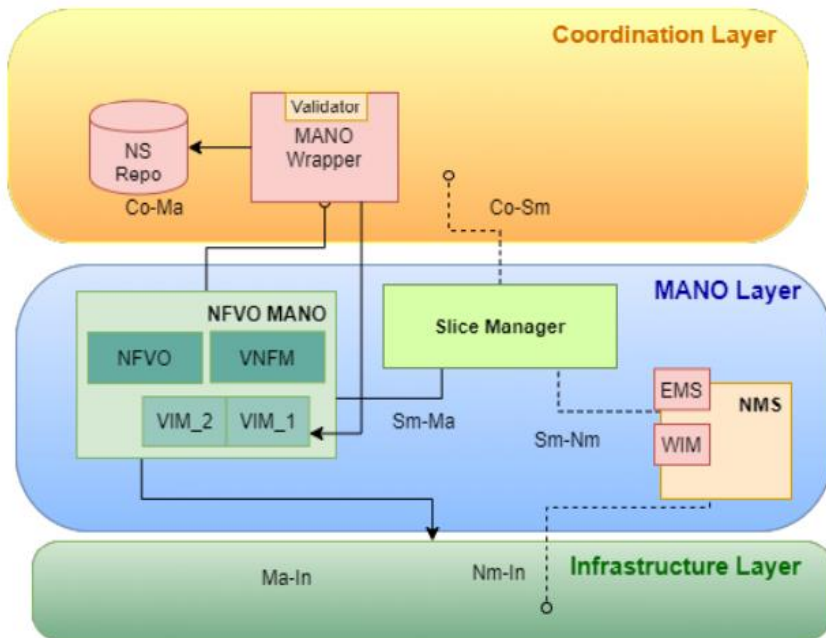 Coordination Layer
Validator
MANO
Wrapper
NS
Repo
Co-Ma
Co-Sm
MANO Layer
NFVO MANO
NFVO
VNFM
VIM_2
VIM_1
Slice Manager
Sm-Ma
EMS
NMS
WIM
Sm-Nm
Infrastructure Layer
Ma-In
Nm-In